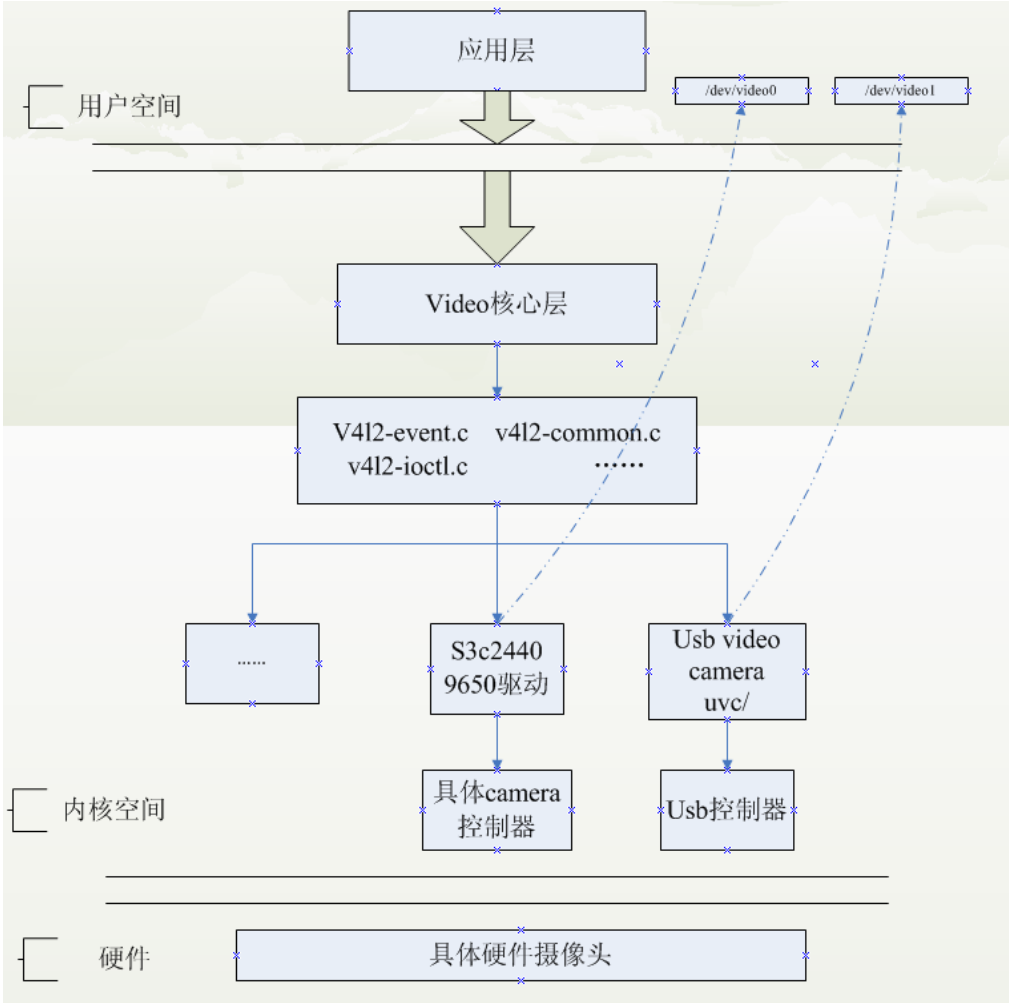 应用层
/dev/video0
/dev/video1
用户空间
Video核心层
V4l2-event.c v4l2-common.c
v4l2-ioctl.c ······
······
S3c2440
9650驱动
Usb video
camera
uvc/
内核空间
具体camera
控制器
Usb控制器
硬件
具体硬件摄像头